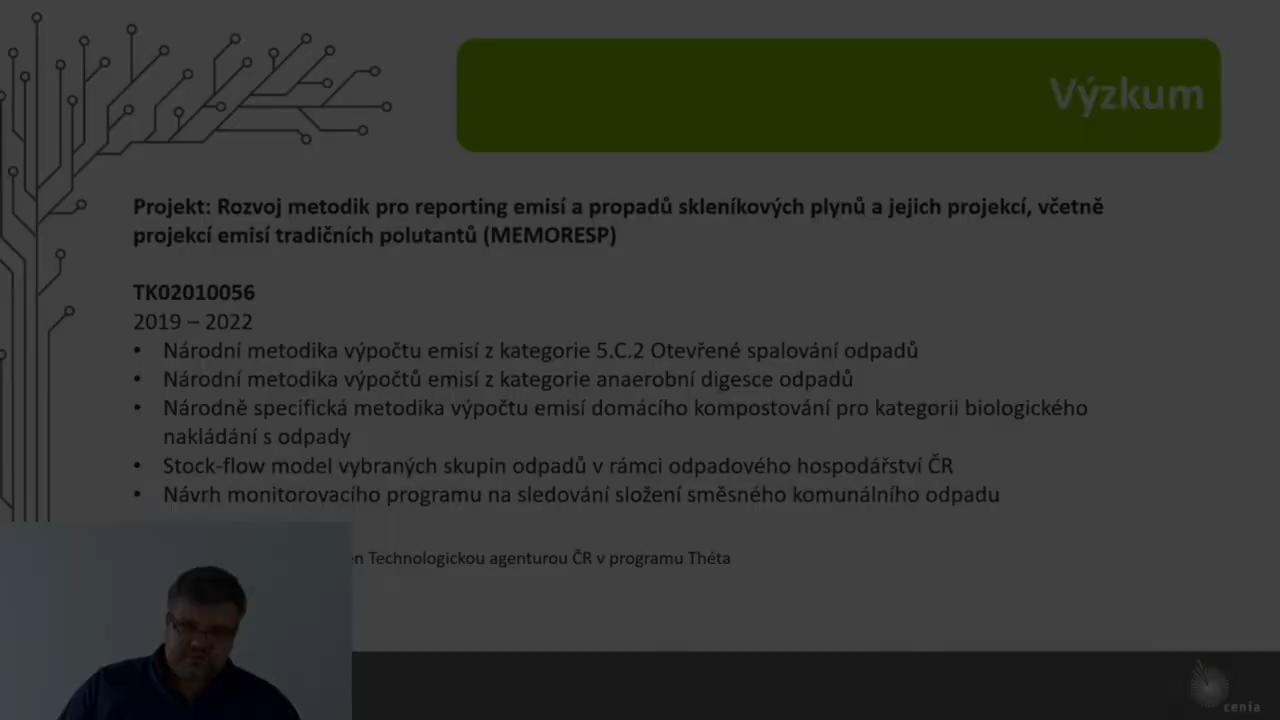 Výzkum
Projekt: Rozvoj metodik pro reporting emisí a propadů skleníkových plynů a jejich projekcí, včetně
projekcí emisí tradičních polutantů (MEMORESP)
TK02010056
2019 – 2022
• Národní metodika výpočtu emisí z kategorie 5.C.2 Otevřené spalování odpadů
• Národní metodika výpočtů emisí z kategorie anaerobní digesce odpadů
• Národně specifická metodika výpočtu emisí domácího kompostování pro kategorii biologického
nakládání s odpady
• Stock-flow model vybraných skupin odpadů v rámci odpadového hospodářství ČR
• Návrh monitorovacího programu na sledování složení směsného komunálního odpadu
Technologickou agenturou ČR v programu Théta
cenia